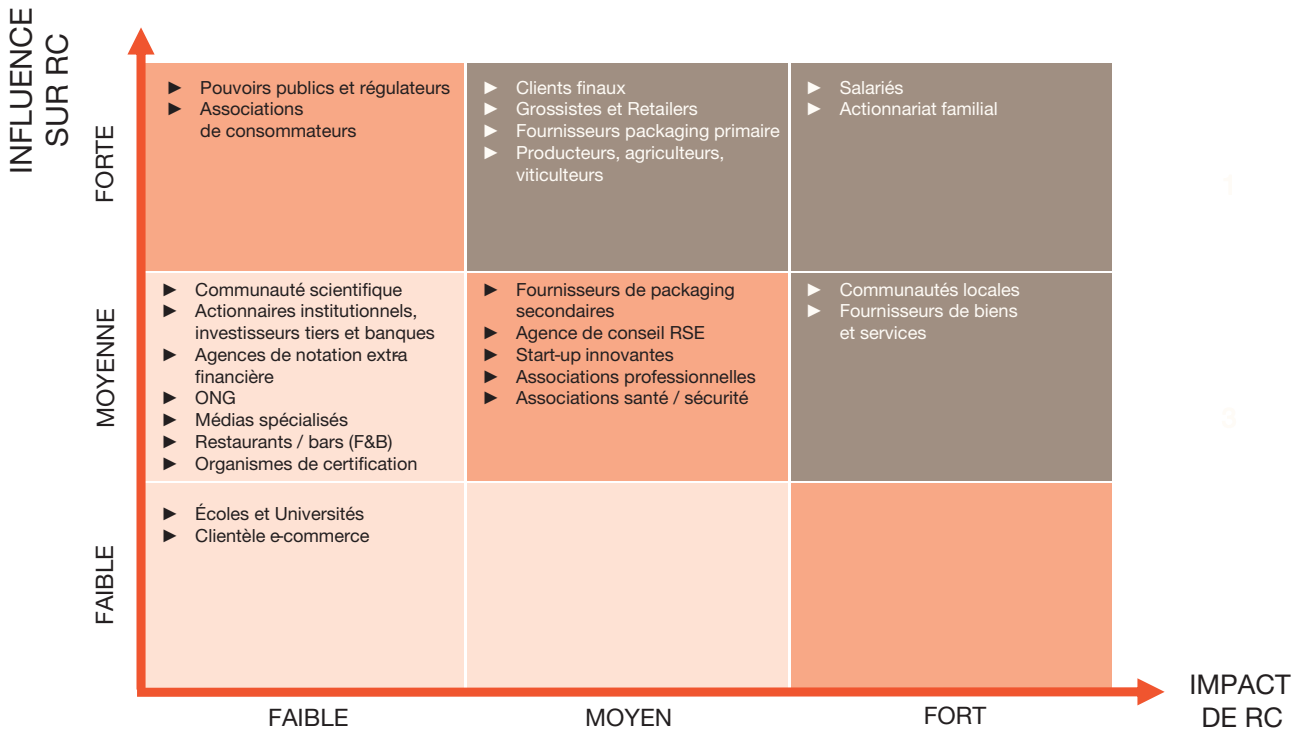 INFLUENCE
SUR RC
FORTE
► Pouvoirs publics et régulateurs
► Associations
de consommateurs
► Clients finaux
► Grossistes et Retailers
► Fournisseurs packaging primaire
► Producteurs, agriculteurs,
viticulteurs
► Salariés
► Actionnariat familial
1
MOYENNE
► Communauté scientifique
► Actionnaires institutionnels,
investisseurs tiers et banques
► Agences de notation extra
financière
► ONG
► Médias spécialisés
► Restaurants / bars (F&B)
► Organismes de certification
► Fournisseurs de packaging
secondaires
► Agence de conseil RSE
► Start-up innovantes
► Associations professionnelles
► Associations santé / sécurité
► Communautés locales
► Fournisseurs de biens
et services
3
FAIBLE
► Écoles et Universités
► Clientèle e-commerce
FAIBLE
MOYEN
FORT
IMPACT
DE RC